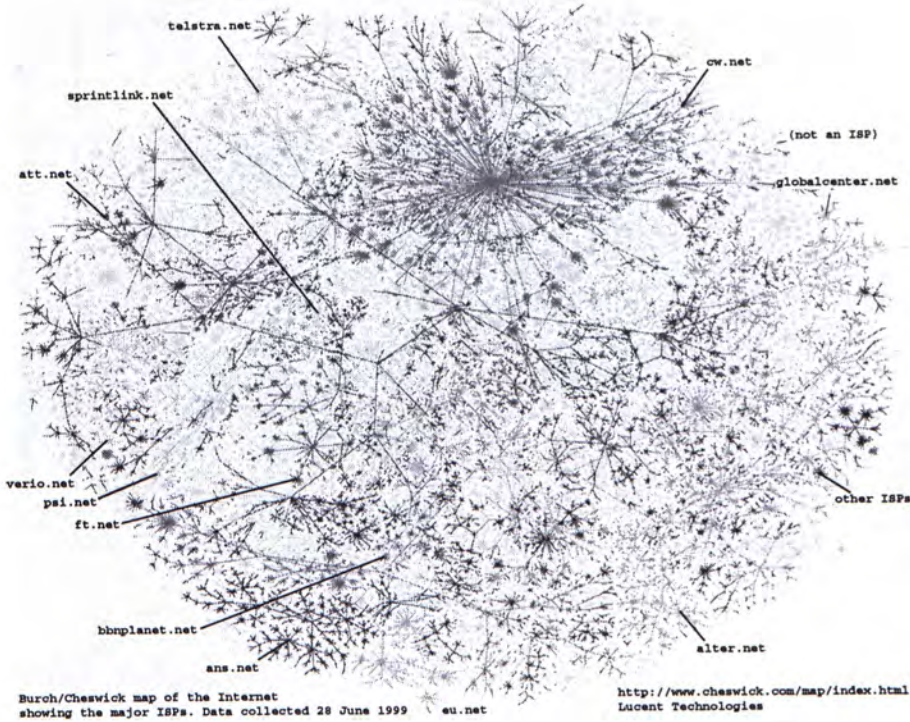 telstra.net
cw.net
sprintlink.net
(not an ISP)
att.net
globalcenter.net
verio.net
psi.net
other ISPs
ft.net
bbnplanet.net
alter.net
ans.net
Burch/Cheswick map of the Internet
showing the major ISPs. Data collected 28 June 1999
eu.net
http://www.cheswick.com/map/index.html
Lucent Technologies